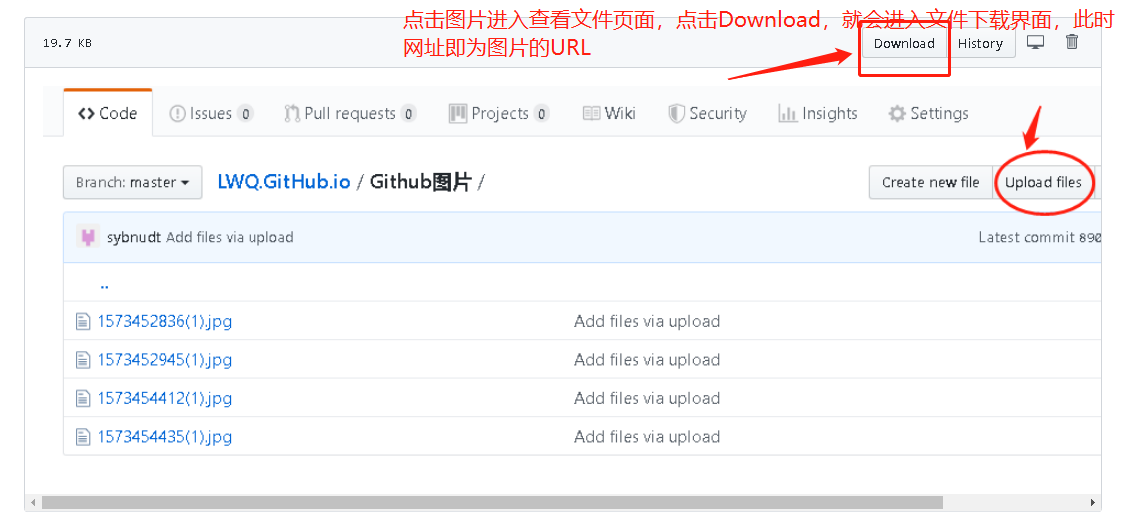 点击图片进入查看文件页面，点击Download，就会进入文件下载界面，此时
网址即为图片的URL
19.7 KB
Download History
Code Issues 0 Pull requests 0 Projects 0 Wiki Security Insights Settings
Branch: master LWQ.GitHub.io / Github图片 / Create new file Upload files
sybnudt Add files via upload Latest commit 890
..
1573452836(1).jpg Add files via upload
1573452945(1).jpg Add files via upload
1573454412(1).jpg Add files via upload
1573454435(1).jpg Add files via upload